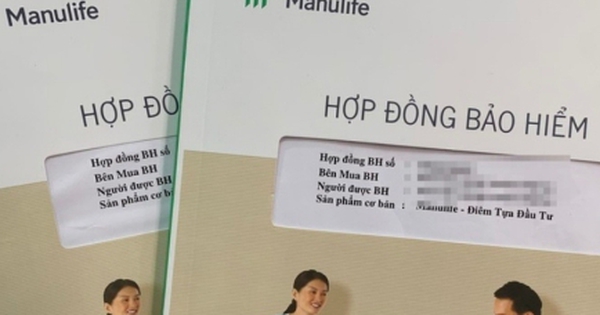 Manulife
HỢP ĐỒ
Hợp đồng BH số
Bên Mua BH
Người được BH
Sản phẩm cơ bản
Manulife
HỢP ĐỒNG BẢO HIỂM
Hợp đồng BH số :
Bên Mua BH :
Người được BH :
Sản phẩm cơ bản : Manulife - Điểm Tựa Đầu Tư